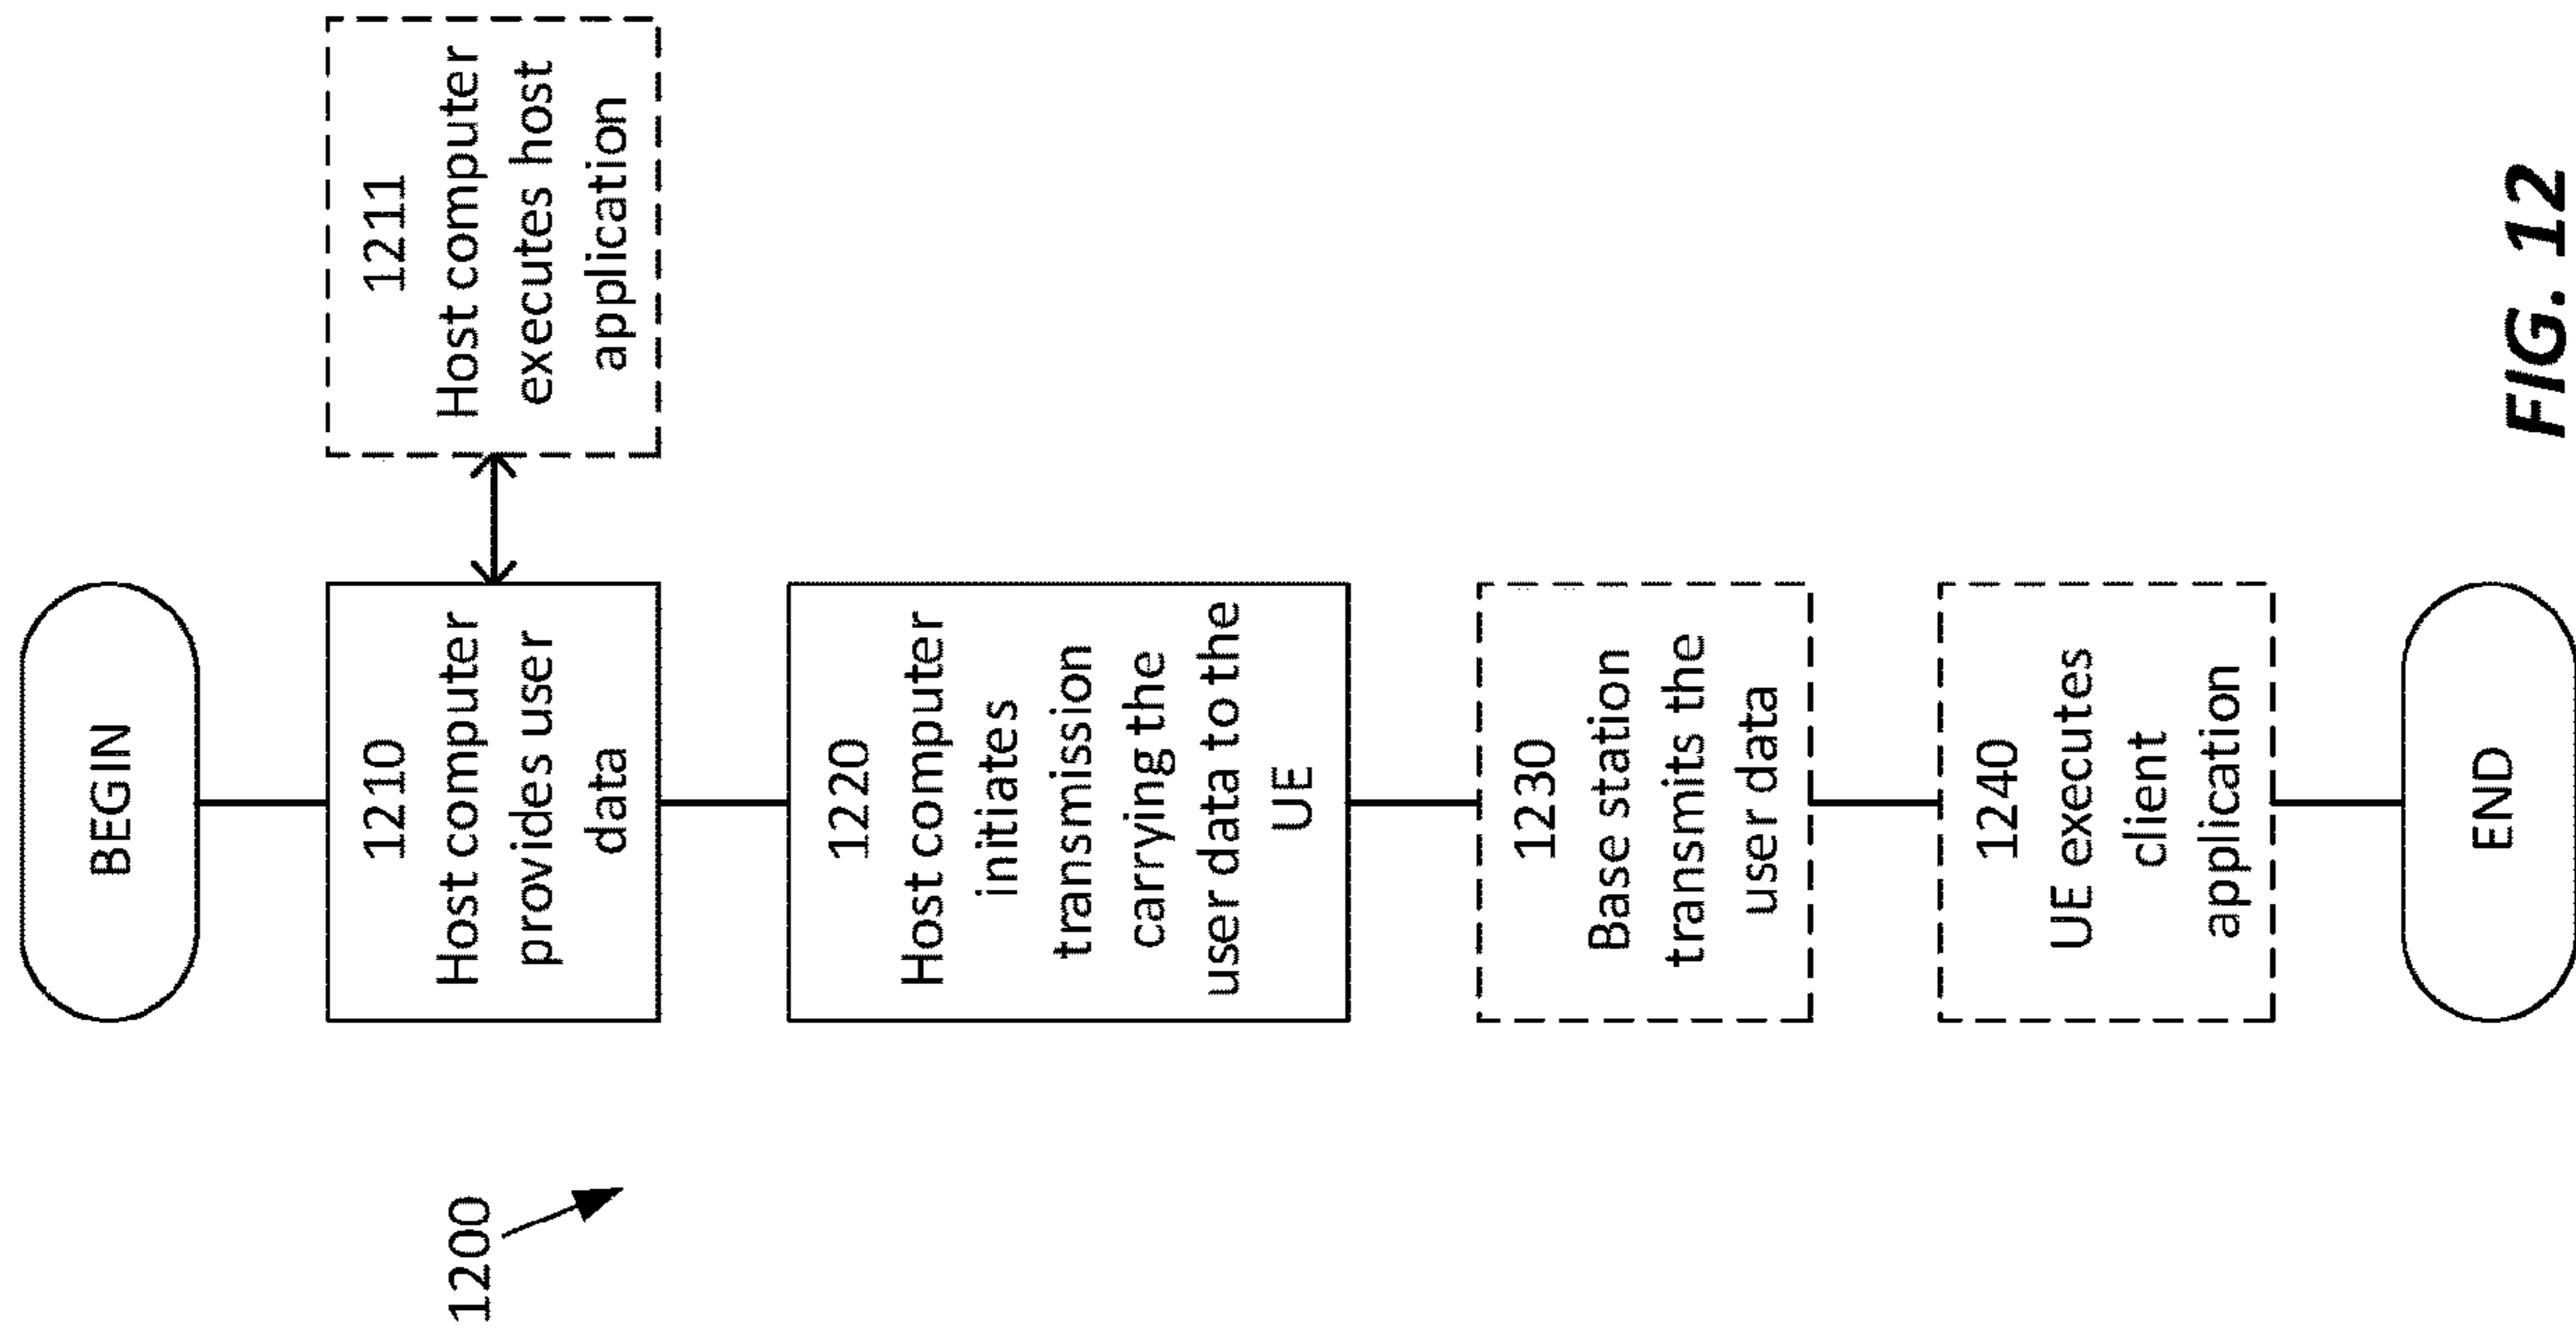 1200
BEGIN
1210
Host computer
provides user
data
1211
Host computer
executes host
application
1220
Host computer
initiates
transmission
carrying the
user data to the
UE
1230
Base station
transmits the
user data
1240
UE executes
client
application
END
FIG. 12